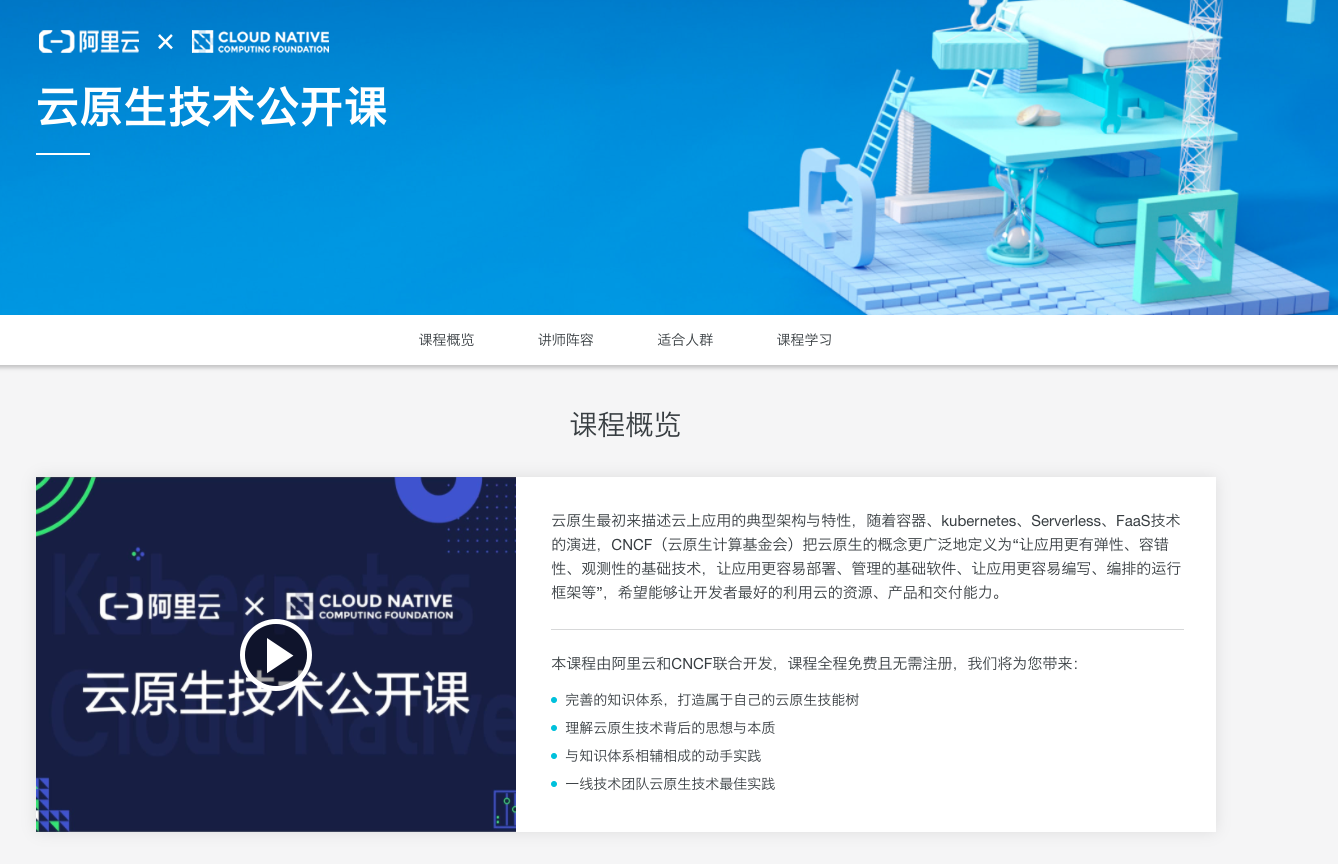 阿里云 × CLOUD NATIVE
COMPUTING FOUNDATION
云原生技术公开课
课程概览 讲师阵容 适合人群 课程学习
课程概览
Kubernetes
阿里云 × CLOUD NATIVE
COMPUTING FOUNDATION
云原生技术公开课
Cloud Native
云原生最初来描述云上应用的典型架构与特性，随着容器、kubernetes、Serverless、FaaS技术
的演进，CNCF（云原生计算基金会）把云原生的概念更广泛地定义为“让应用更有弹性、容错
性、观测性的基础技术，让应用更容易部署、管理的基础软件、让应用更容易编写、编排的运行
框架等”，希望能够让开发者最好的利用云的资源、产品和交付能力。
本课程由阿里云和CNCF联合开发，课程全程免费且无需注册，我们将为您带来：
完善的知识体系，打造属于自己的云原生技能树
理解云原生技术背后的思想与本质
与知识体系相辅相成的动手实践
一线技术团队云原生技术最佳实践